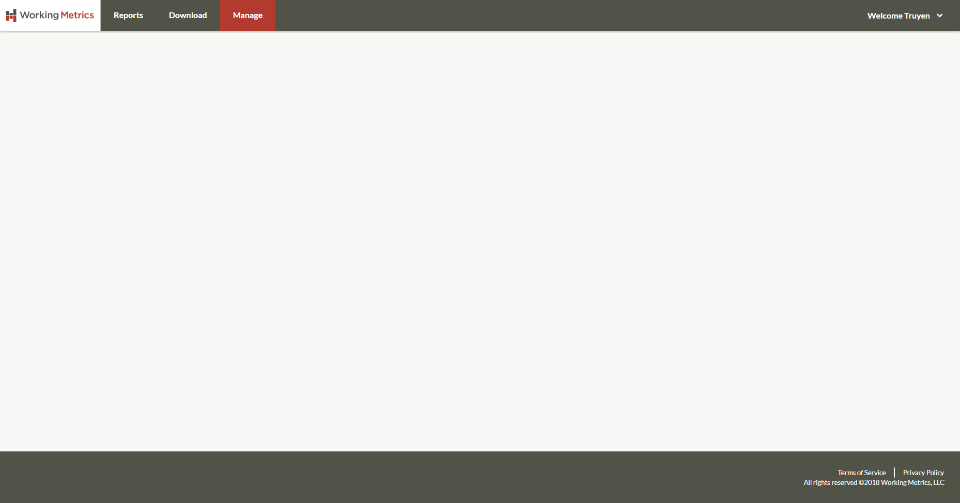 Working Metrics
Reports
Download
Manage
Welcome Truyen
Terms of Service
Privacy Policy
All rights reserved ©2018 Working Metrics, LLC